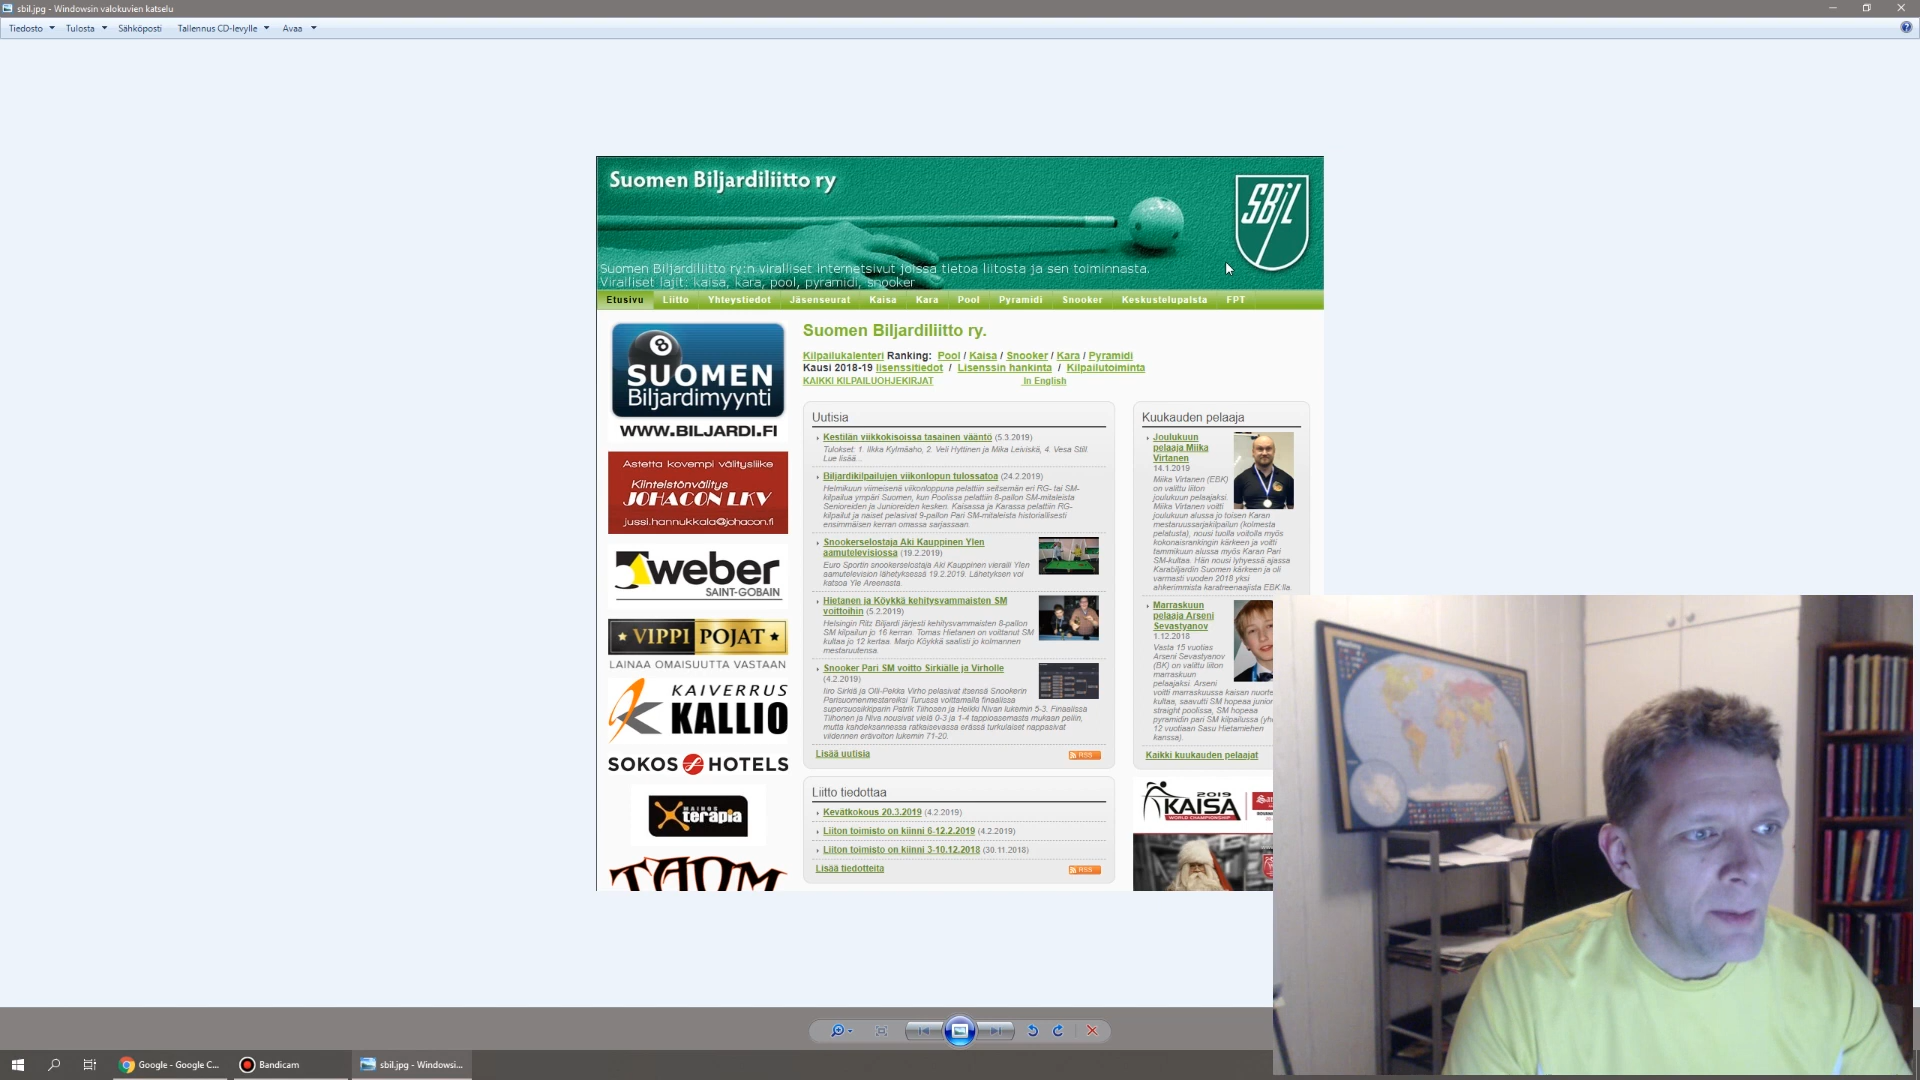 sbil.jpg - Windowsin valokuvien katselu
Tiedosto Tulosta Sähköposti Tallennus CD-levylle Avaa
Suomen Biljardiliitto ry
SBiL
Suomen Biljardiliitto ry:n viralliset internetsivut joissa tietoa liitosta ja sen toiminnasta.
Viralliset lajit: kaisa, kara, pool, pyramidi, snooker
Etusivu Liitto Yhteystiedot Jäsenseurat Kaisa Kara Pool Pyramidi Snooker Keskustelupalsta FPT
8
SUOMEN
Biljardimyynti
WWW.BILJARDI.FI
Astetta kovempi välitysliike
Kiinteistönvälitys
JOHACON LKV
jussi.hannukkala@johacon.fi
weber
SAINT-GOBAIN
VIPPI POJAT
LAINAA OMAISUUTTA VASTAAN
KAIVERRUS
KALLIO
SOKOS HOTELS
MAINOS
Xteräpia
TAOM
Suomen Biljardiliitto ry.
Kilpailukalenteri Ranking: Pool / Kaisa / Snooker / Kara / Pyramidi
Kausi 2018-19 lisenssitiedot / Lisenssin hankinta / Kilpailutoiminta
KAIKKI KILPAILUOHJEKIRJAT In English
Uutisia
Kestilän viikkokisoissa tasainen vääntö (5.3.2019)
Tulokset: 1. Ilkka Kylmäaho, 2. Veli Hyttinen ja Mika Leiviskä, 4. Vesa Still.
Lue lisää...
Biljardikilpailujen viikonlopun tulossatoa (24.2.2019)
Helmikuun viimeisenä viikonloppuna pelattiin seitsemän eri RG- tai SM-
kilpailua ympäri Suomen, kun Poolissa pelattiin 8-pallon SM-mitaleista
Senioreiden ja Junioreiden kesken. Kaisassa ja Karassa pelattiin RG-
kilpailut ja naiset pelasivat 9-pallon Pari SM-mitaleista historiallisesti
ensimmäisen kerran omassa sarjassaan.
Snookerselostaja Aki Kauppinen Ylen
aamutelevisiossa (19.2.2019)
Euro Sportin snookerselostaja Aki Kauppinen vieraili Ylen
aamutelevision lähetyksessä 19.2.2019. Lähetyksen voi
katsoa Yle Areenasta.
Hietanen ja Köykkä kehitysvammaisten SM
voittoihin (5.2.2019)
Helsingin Ritz Biljardi järjesti kehitysvammaisten 8-pallon
SM kilpailun jo 16 kerran. Tomas Hietanen on voittanut SM
kultaa jo 12 kertaa. Marjo Köykkä saalisti jo kolmannen
mestaruutensa.
Snooker Pari SM voitto Sirkiälle ja Virholle
(4.2.2019)
Iiro Sirkiä ja Olli-Pekka Virho pelasivat itsensä Snookerin
Parisuomenmestareiksi Turussa voittamalla finaalissa
supersuosikkiparin Patrik Tiihosen ja Heikki Nivan lukemin 5-3. Finaalissa
Tiihonen ja Niva nousivat vielä 0-3 ja 1-4 tappioasemasta mukaan peliin,
mutta kahdeksannessa ratkaisevassa erässä turkulaiset nappasivat
viidennen erävoiton lukemin 71-20.
Lisää uutisia RSS
Liitto tiedottaa
Kevätkokous 20.3.2019 (4.2.2019)
Liiton toimisto on kiinni 6-12.2.2019 (4.2.2019)
Liiton toimisto on kiinni 3-10.12.2018 (30.11.2018)
Lisää tiedotteita RSS
Kuukauden pelaaja
Joulukuun
pelaaja Miika
Virtanen
14.1.2019
Miika Virtanen (EBK)
on valittu liiton
joulukuun pelaajaksi.
Miika Virtanen voitti
joulukuun alussa jo toisen Karan
mestaruussarjakilpailun (kolmesta
pelatusta), nousi tuolla voitolla myös
kokonaisrankingin kärkeen ja voitti
tammikuun alussa myös Karan Pari
SM-kultaa. Hän nousi lyhyessä ajassa
Karabiljardin Suomen kärkeen ja oli
varmasti vuoden 2018 yksi
ahkerimmista karatreenaajista EBK:lla.
Marraskuun
pelaaja Arseni
Sevastyanov
1.12.2018
Vasta 15 vuotias
Arseni Sevastyanov
(BK) on valittu liiton
marraskuun
pelaajaksi. Arseni
voitti marraskuussa kaisan
kultaa, saavutti SM hopeaa
straight poolissa, SM hopeaa
pyramidin pari SM kilpailussa
12 vuotiaan Sasu Hietamiehen
kanssa).
Kaikki kuukauden pelaajat
2019
KAISA
WORLD CHAMPIONSHIP
Google - Google C...
Bandicam
sbil.jpg - Windowsi...